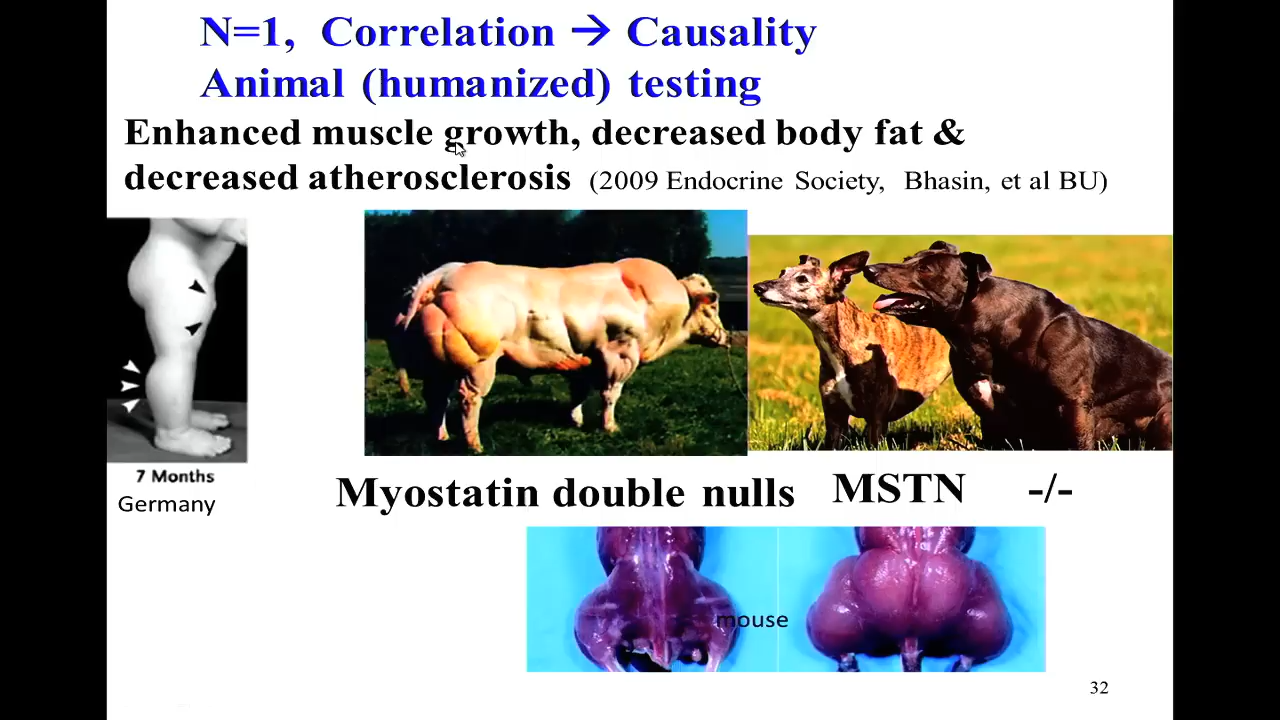 N=1, Correlation → Causality
Animal (humanized) testing
Enhanced muscle growth, decreased body fat &
decreased atherosclerosis (2009 Endocrine Society, Bhasin, et al BU)
7 Months
Germany
Myostatin double nulls MSTN -/-
mouse
32